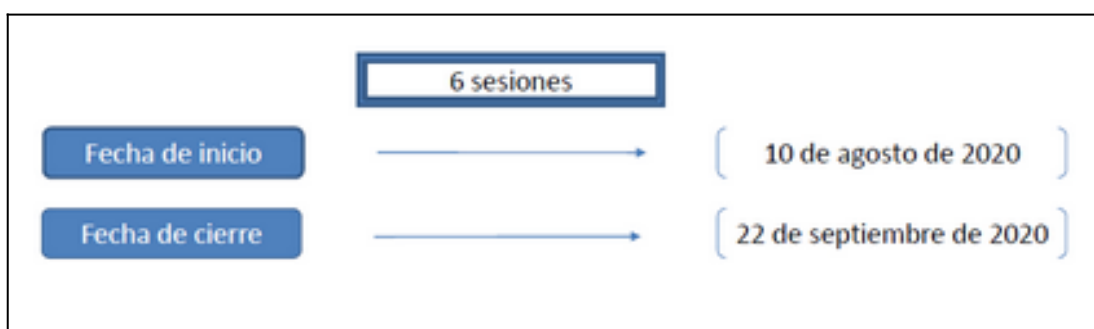 6 sesiones
Fecha de inicio
10 de agosto de 2020
Fecha de cierre
22 de septiembre de 2020